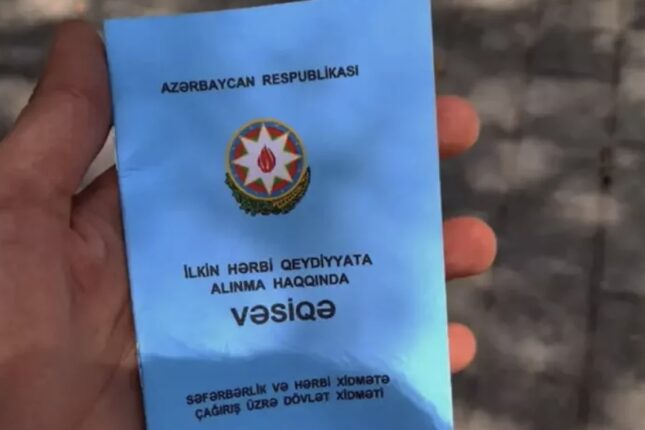 AZƏRBAYCAN RESPUBLİKASI
İLKİN HƏRBİ QEYDİYYATA
ALINMA HAQQINDA
VƏSİQƏ
SƏFƏRBƏRLİK VƏ HƏRBİ XİDMƏTƏ
ÇAĞIRIŞ ÜZRƏ DÖVLƏT XİDMƏTİ